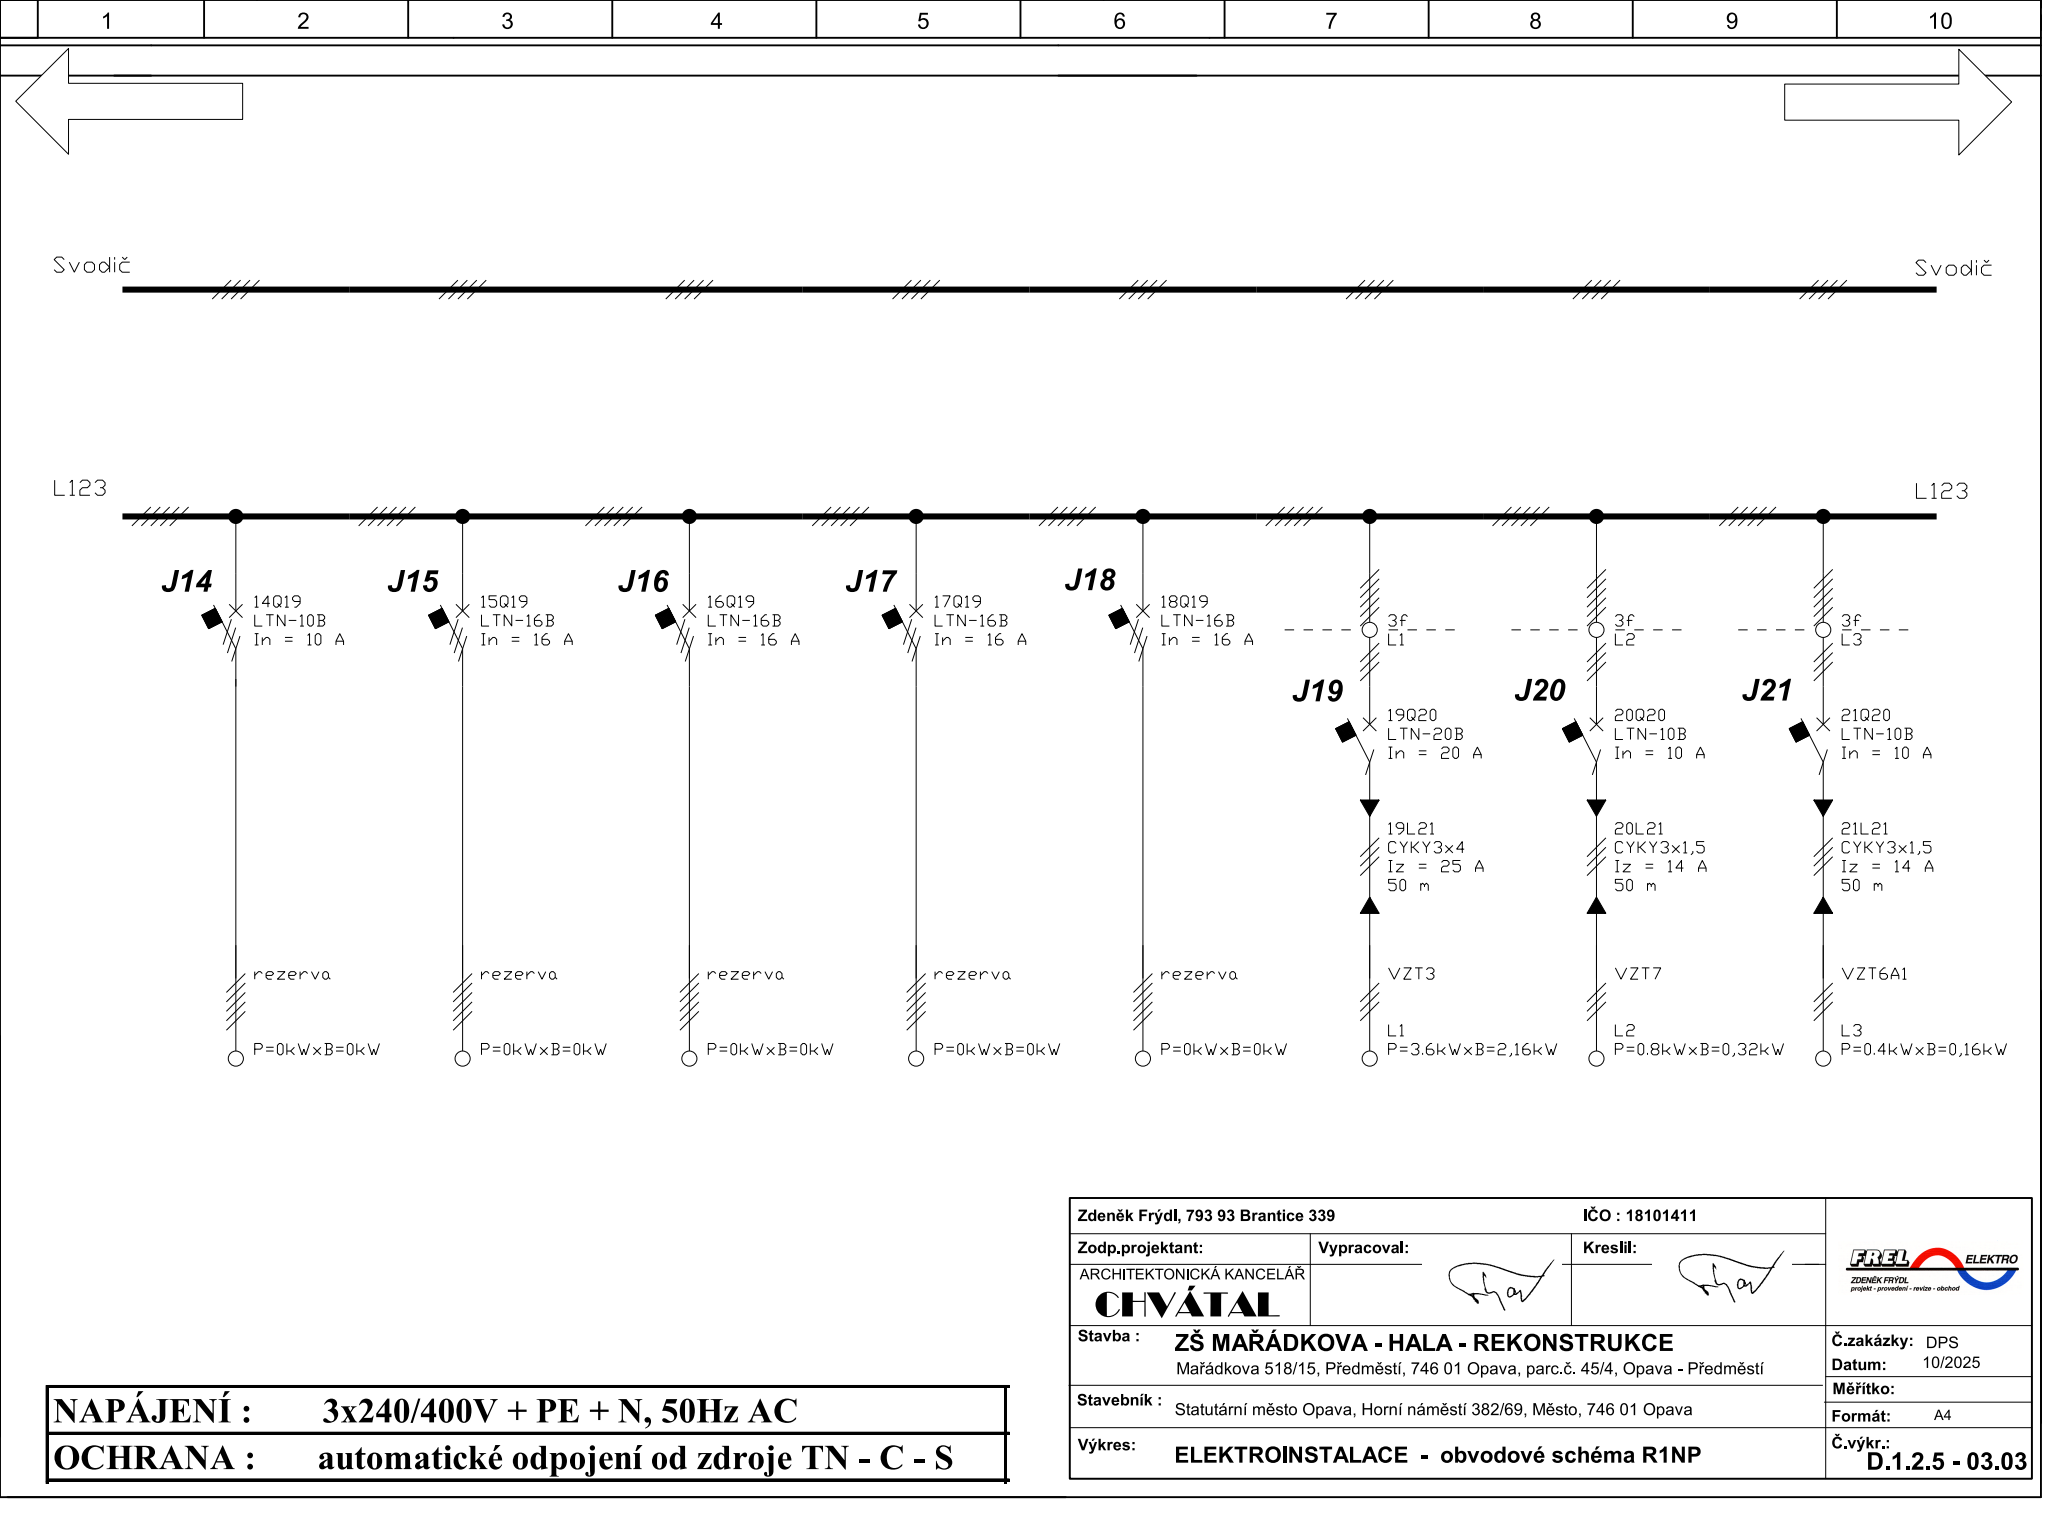 1 2 3 4 5 6 7 8 9 10
Svodič Svodič
L123 L123
J14
14Q19
LTN-10B
In = 10 A
rezerva
P=0kWxB=0kW
J15
15Q19
LTN-16B
In = 16 A
rezerva
P=0kWxB=0kW
J16
16Q19
LTN-16B
In = 16 A
rezerva
P=0kWxB=0kW
J17
17Q19
LTN-16B
In = 16 A
rezerva
P=0kWxB=0kW
J18
18Q19
LTN-16B
In = 16 A
rezerva
P=0kWxB=0kW
3f
L1
J19
19Q20
LTN-20B
In = 20 A
19L21
CYKY3x4
Iz = 25 A
50 m
VZT3
L1
P=3.6kWxB=2,16kW
3f
L2
J20
20Q20
LTN-10B
In = 10 A
20L21
CYKY3x1,5
Iz = 14 A
50 m
VZT7
L2
P=0.8kWxB=0,32kW
3f
L3
J21
21Q20
LTN-10B
In = 10 A
21L21
CYKY3x1,5
Iz = 14 A
50 m
VZT6A1
L3
P=0.4kWxB=0,16kW
NAPÁJENÍ : 3x240/400V + PE + N, 50Hz AC
OCHRANA : automatické odpojení od zdroje TN - C - S
Zdeněk Frýdl, 793 93 Brantice 339 IČO : 18101411
Zodp.projektant: Vypracoval: Kreslil:
ARCHITEKTONICKÁ KANCELÁŘ
CHVÁTAL
FREL ELEKTRO
ZDENĚK FRÝDL
projekt - provedení - revize - obchod
Stavba : ZŠ MAŘÁDKOVA - HALA - REKONSTRUKCE
Mařádkova 518/15, Předměstí, 746 01 Opava, parc.č. 45/4, Opava - Předměstí
Stavebník : Statutární město Opava, Horní náměstí 382/69, Město, 746 01 Opava
Výkres: ELEKTROINSTALACE - obvodové schéma R1NP
Č.zakázky: DPS
Datum: 10/2025
Měřítko:
Formát: A4
Č.výkr.:
D.1.2.5 - 03.03